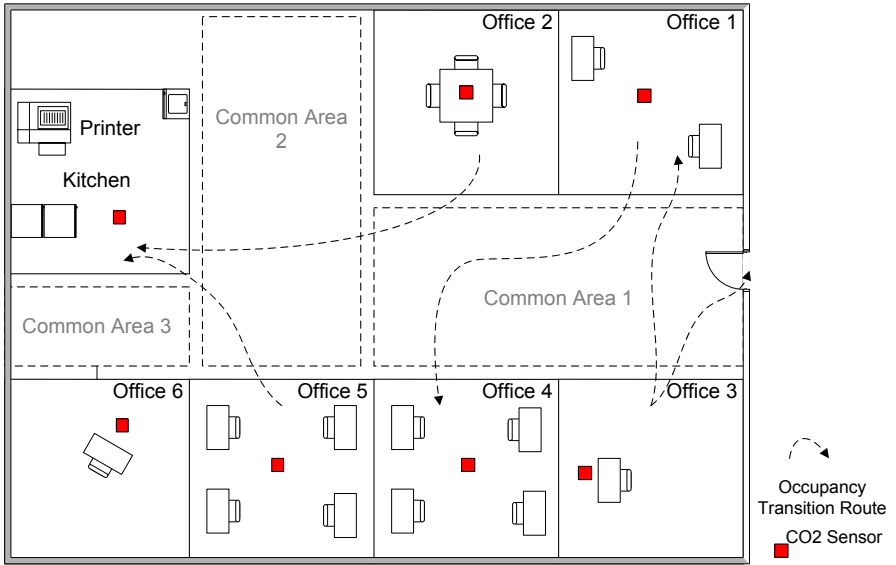 Office 2
Office 1
Common Area
2
Printer
Kitchen
Common Area 1
Common Area 3
Office 6
Office 5
Office 4
Office 3
Occupancy
Transition Route
CO2 Sensor